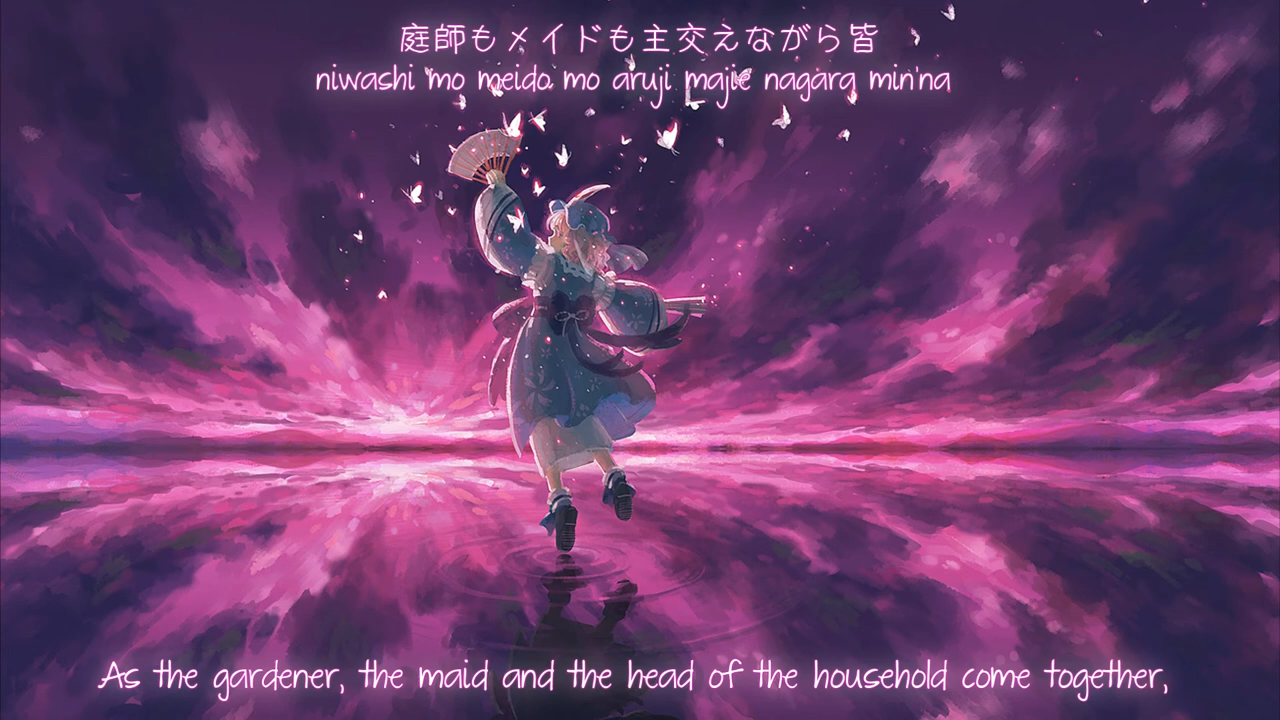 庭師もメイドも主交えながら皆
niwashi mo meido mo aruji majie nagara min'na
As the gardener, the maid and the head of the household come together,